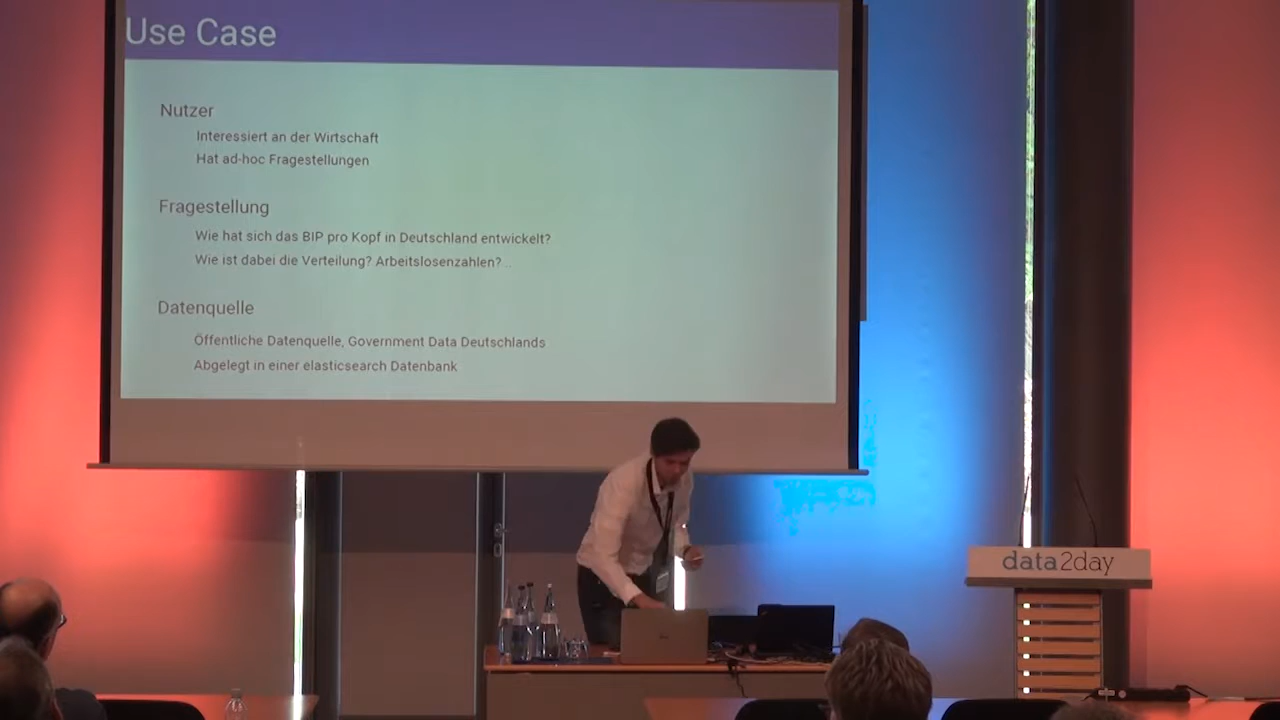 Use Case
Nutzer
Interessiert an der Wirtschaft
Hat ad-hoc Fragestellungen
Fragestellung
Wie hat sich das BIP pro Kopf in Deutschland entwickelt?
Wie ist dabei die Verteilung? Arbeitslosenzahlen? ...
Datenquelle
Öffentliche Datenquelle, Government Data Deutschlands
Abgelegt in einer elasticsearch Datenbank
data2day